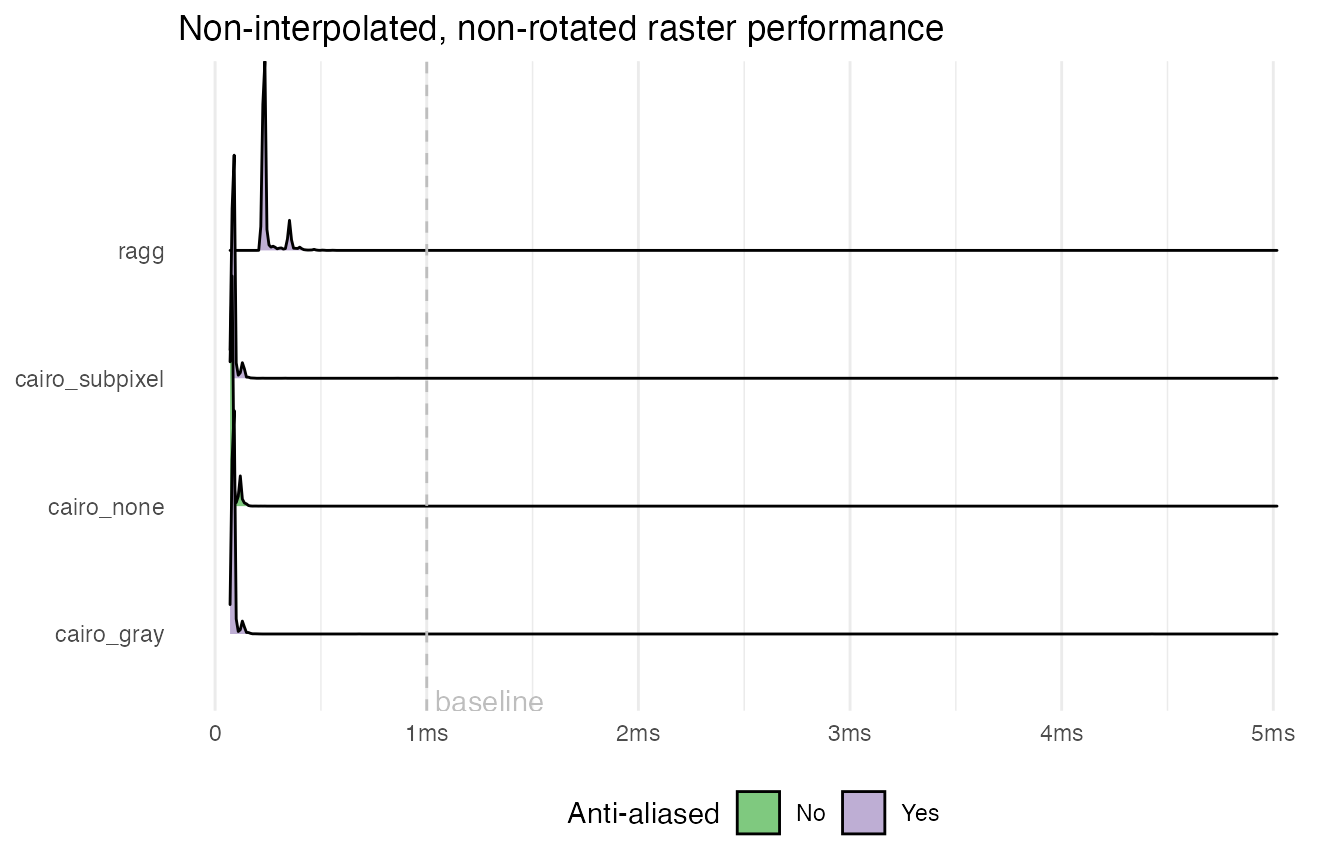 Non-interpolated, non-rotated raster performance
ragg
cairo_subpixel
cairo_none
cairo_gray
baseline
0 1ms 2ms 3ms 4ms 5ms
Anti-aliased No Yes